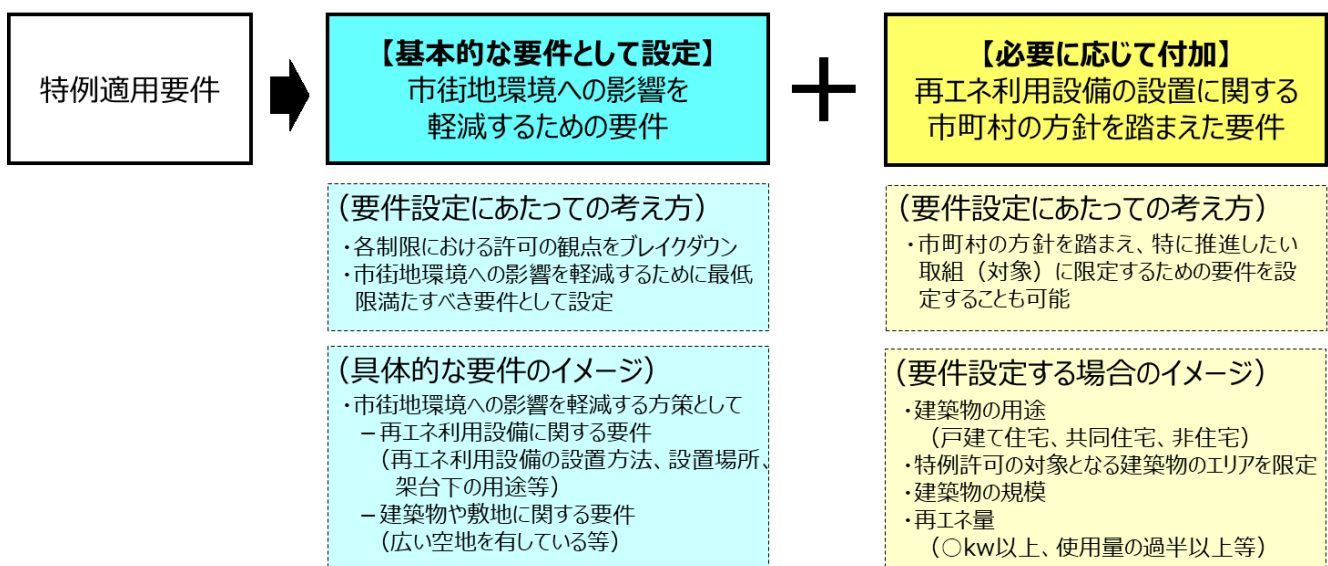 特例適用要件
【基本的な要件として設定】
市街地環境への影響を
軽減するための要件
+
【必要に応じて付加】
再エネ利用設備の設置に関する
市町村の方針を踏まえた要件
(要件設定にあたっての考え方)
・各制限における許可の観点をブレイクダウン
・市街地環境への影響を軽減するために最低
限満たすべき要件として設定
(具体的な要件のイメージ)
・市街地環境への影響を軽減する方策として
－再エネ利用設備に関する要件
(再エネ利用設備の設置方法、設置場所、
架台下の用途等)
－建築物や敷地に関する要件
(広い空地を有している等)
(要件設定にあたっての考え方)
・市町村の方針を踏まえ、特に推進したい
取組(対象)に限定するための要件を設
定することも可能
(要件設定する場合のイメージ)
・建築物の用途
(戸建て住宅、共同住宅、非住宅)
・特例許可の対象となる建築物のエリアを限定
・建築物の規模
・再エネ量
(○kw以上、使用量の過半以上等)